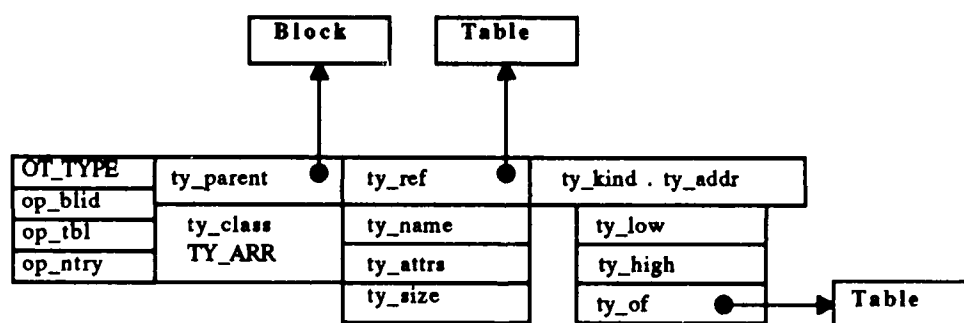 Block
Table
OT_TYPE
op_blid
op_tbl
op_ntry
ty_parent
ty_class
TY_ARR
ty_ref
ty_name
ty_attrs
ty_size
ty_kind . ty_addr
ty_low
ty_high
ty_of
Table